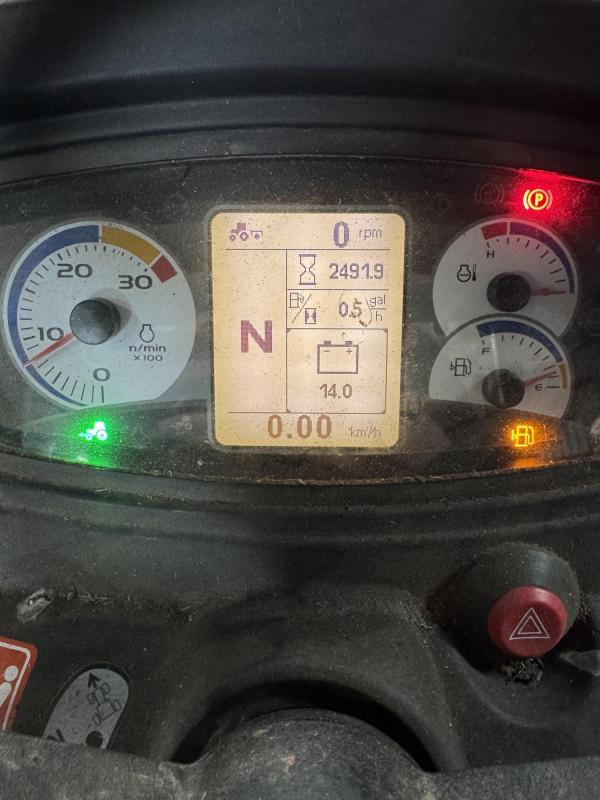 P
0 rpm
2491.9
0.5 gal/h
N
- +
14.0
0.00 km/h
0
10
20
30
n/min
x100
H
F
E